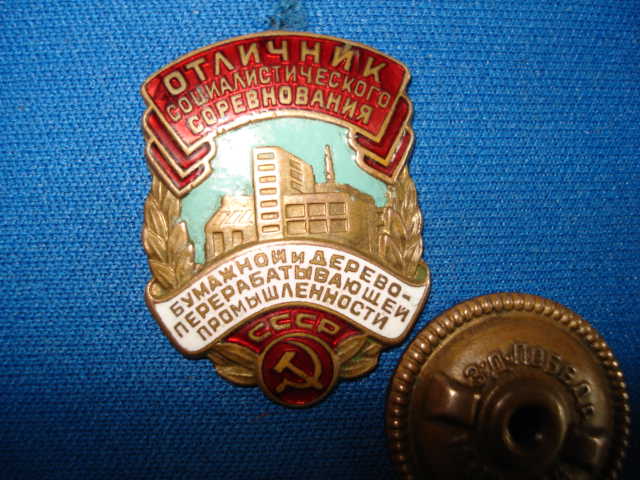 ОТЛИЧНИК
СОЦИАЛИСТИЧЕСКОГО
СОРЕВНОВАНИЯ
БУМАЖНОЙ И ДЕРЕВО-
ПЕРЕРАБАТЫВАЮЩЕЙ
ПРОМЫШЛЕННОСТИ
СССР
З-Д. ПОБЕДА